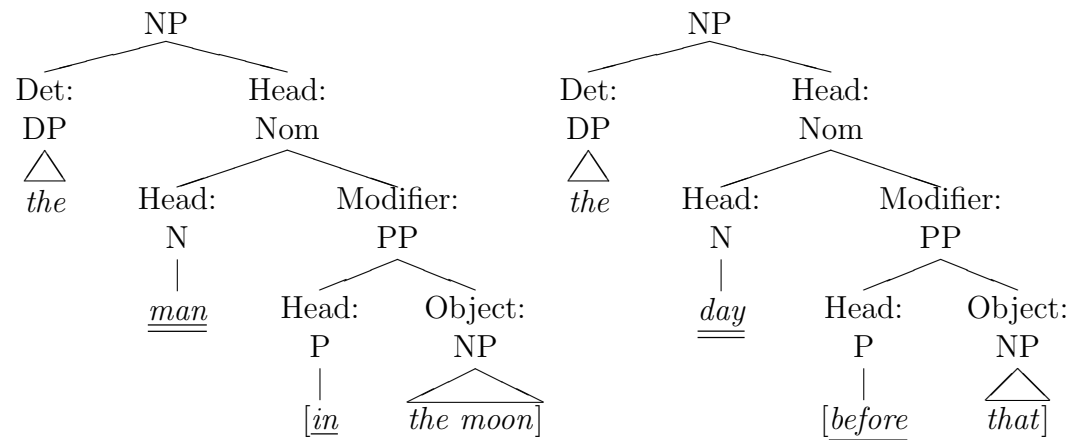 NP NP
Det: Head: Det: Head:
DP Nom DP Nom
the Head: Modifier: the Head: Modifier:
N PP N PP
man Head: Object: day Head: Object:
P NP P NP
[in the moon] [before that]